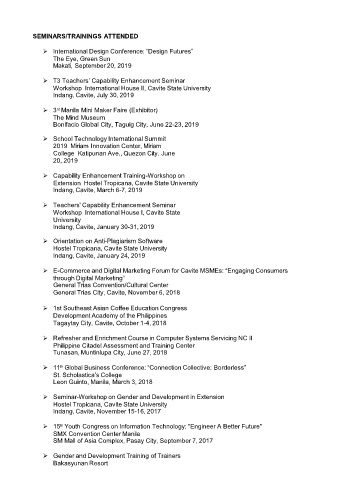 SEMINARS/TRAININGS ATTENDED
➢ International Design Conference: "Design Futures"
The Eye, Green Sun
Makati, September 20, 2019
➢ T3 Teachers' Capability Enhancement Seminar
Workshop International House II, Cavite State University
Indang, Cavite, July 30, 2019
➢ 3rd Manila Mini Maker Faire (Exhibitor)
The Mind Museum
Bonifacio Global City, Taguig City, June 22-23, 2019
➢ School Technology International Summit
2019 Miriam Innovation Center, Miriam
College Katipunan Ave., Quezon City, June
20, 2019
➢ Capability Enhancement Training-Workshop on
Extension Hostel Tropicana, Cavite State University
Indang, Cavite, March 6-7, 2019
➢ Teachers' Capability Enhancement Seminar
Workshop International House I, Cavite State
University
Indang, Cavite, January 30-31, 2019
➢ Orientation on Anti-Plagiarism Software
Hostel Tropicana, Cavite State University
Indang, Cavite, January 24, 2019
➢ E-Commerce and Digital Marketing Forum for Cavite MSMEs: "Engaging Consumers
through Digital Marketing"
General Trias Convention/Cultural Center
General Trias City, Cavite, November 6, 2018
➢ 1st Southeast Asian Coffee Education Congress
Development Academy of the Philippines
Tagaytay City, Cavite, October 1-4, 2018
➢ Refresher and Enrichment Course in Computer Systems Servicing NC II
Philippine Citadel Assessment and Training Center
Tunasan, Muntinlupa City, June 27, 2018
➢ 11th Global Business Conference: "Connection Collective: Borderless"
St. Scholastica's College
Leon Guinto, Manila, March 3, 2018
➢ Seminar-Workshop on Gender and Development in Extension
Hostel Tropicana, Cavite State University
Indang, Cavite, November 15-16, 2017
➢ 15th Youth Congress on Information Technology: "Engineer A Better Future"
SMX Convention Center Manila
SM Mall of Asia Complex, Pasay City, September 7, 2017
➢ Gender and Development Training of Trainers
Bakasyunan Resort